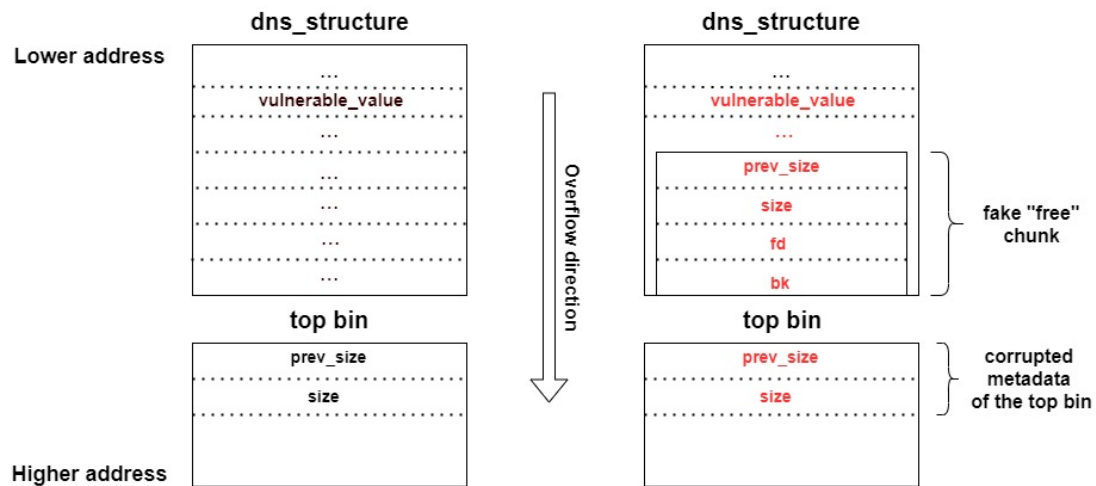 dns_structure
dns_structure
Lower address
...
...
vulnerable_value
vulnerable_value
...
...
...
prev_size
...
size
fake "free"
chunk
...
fd
...
bk
Overflow direction
top bin
top bin
prev_size
prev_size
corrupted
metadata
of the top bin
size
size
Higher address